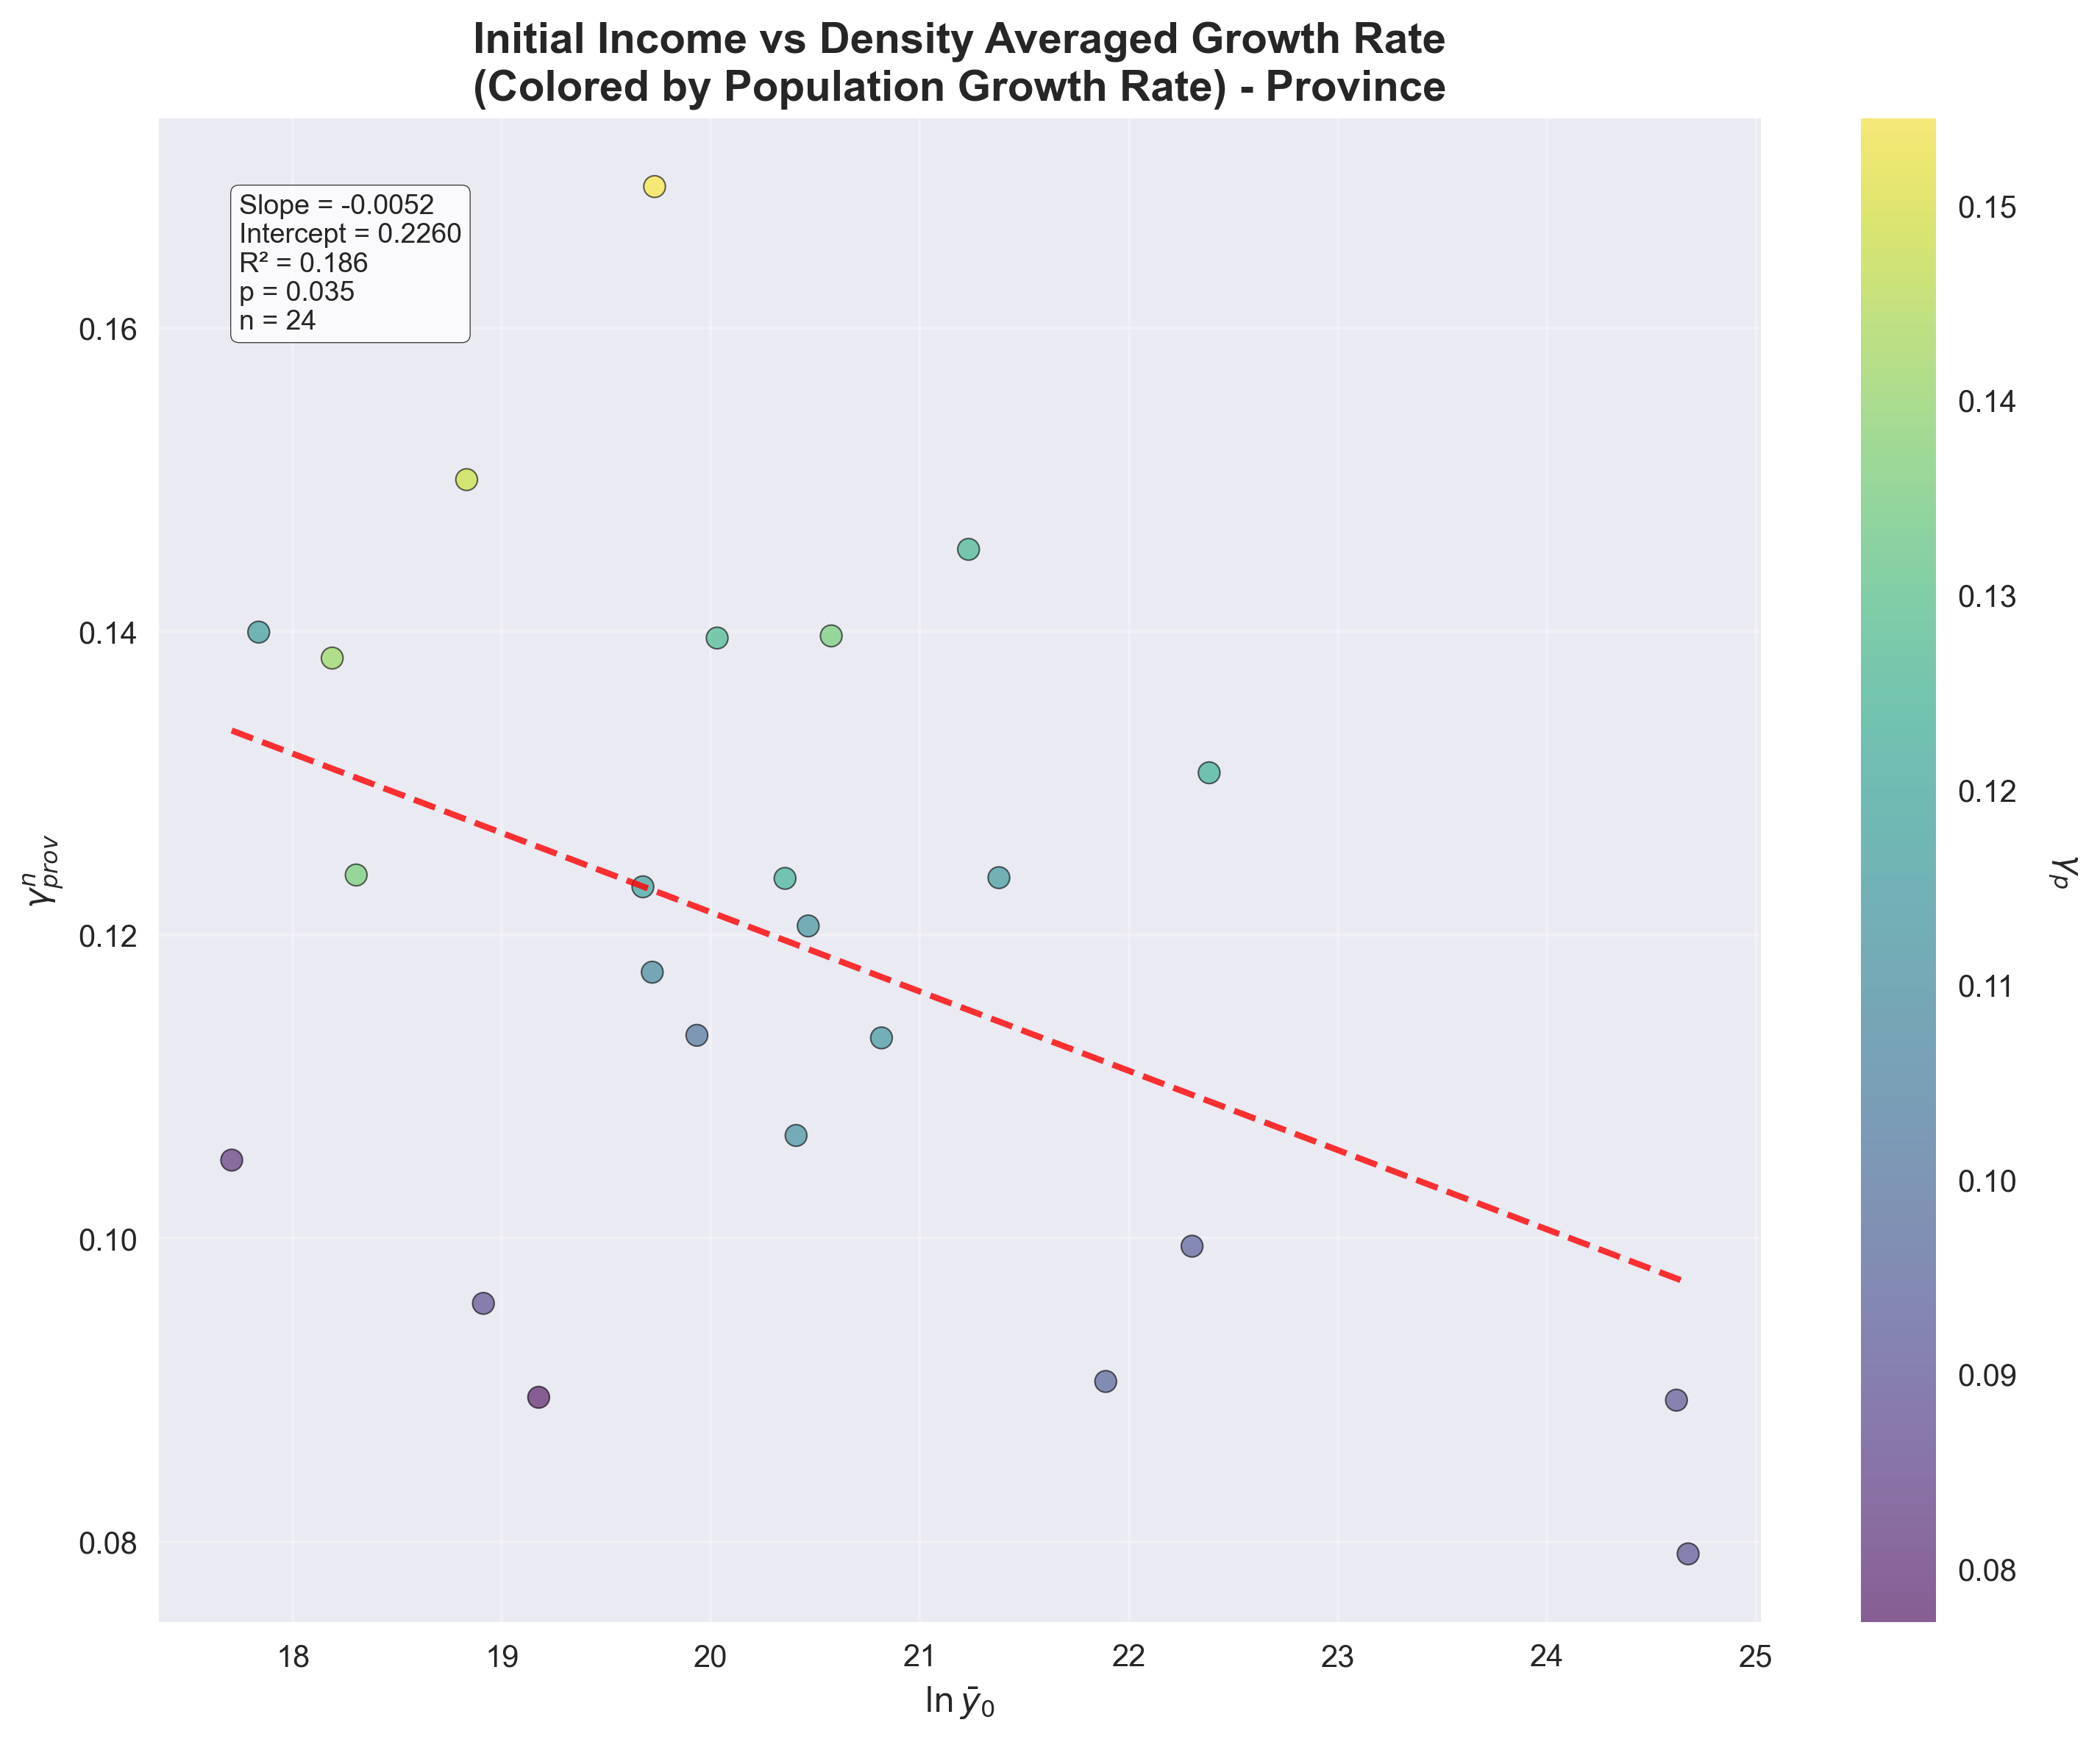 Initial Income vs Density Averaged Growth Rate
(Colored by Population Growth Rate) - Province
Slope = -0.0052
Intercept = 0.2260
R² = 0.186
p = 0.035
n = 24
0.16
0.14
0.12
0.10
0.08
γⁿ_prov
18 19 20 21 22 23 24 25
ln ȳ₀
0.15
0.14
0.13
0.12
0.11
0.10
0.09
0.08
γₚ